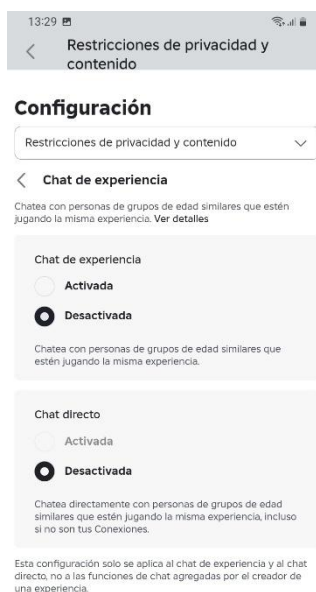 13:29
Restricciones de privacidad y
contenido
Configuración
Restricciones de privacidad y contenido
Chat de experiencia
Chatea con personas de grupos de edad similares que estén
jugando la misma experiencia. Ver detalles
Chat de experiencia
Activada
Desactivada
Chatea con personas de grupos de edad similares que
estén jugando la misma experiencia.
Chat directo
Activada
Desactivada
Chatea directamente con personas de grupos de edad
similares que estén jugando la misma experiencia, incluso
si no son tus Conexiones.
Esta configuración solo se aplica al chat de experiencia y al chat
directo, no a las funciones de chat agregadas por el creador de
una experiencia.